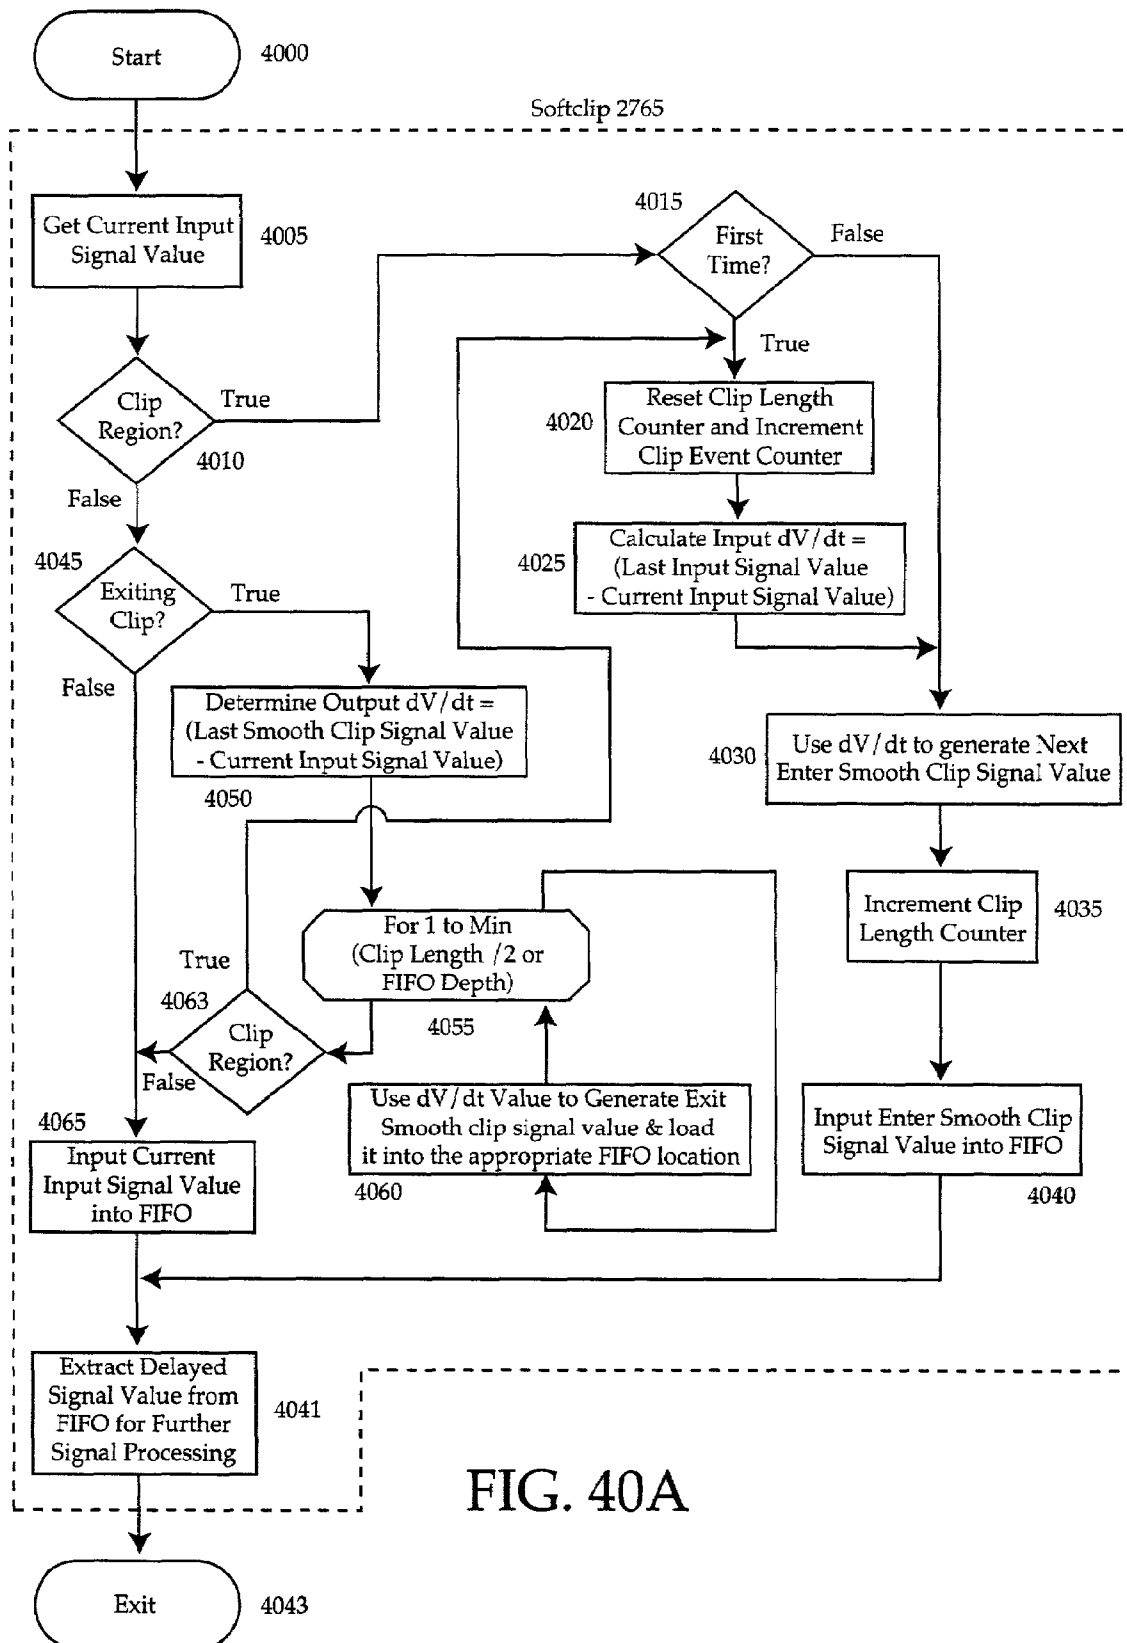 Start
4000
Softclip 2765
Get Current Input
Signal Value
4005
4015
First
Time?
False
True
Clip
Region?
True
4010
False
4020
Reset Clip Length
Counter and Increment
Clip Event Counter
4025
Calculate Input dV/dt =
(Last Input Signal Value
- Current Input Signal Value)
4045
Exiting
Clip?
True
False
Determine Output dV/dt =
(Last Smooth Clip Signal Value
- Current Input Signal Value)
4050
4030
Use dV/dt to generate Next
Enter Smooth Clip Signal Value
Increment Clip
Length Counter
4035
For 1 to Min
(Clip Length /2 or
FIFO Depth)
4055
True
4063
Clip
Region?
False
Use dV/dt Value to Generate Exit
Smooth clip signal value & load
it into the appropriate FIFO location
4060
Input Enter Smooth Clip
Signal Value into FIFO
4040
4065
Input Current
Input Signal Value
into FIFO
Extract Delayed
Signal Value from
FIFO for Further
Signal Processing
4041
FIG. 40A
Exit
4043